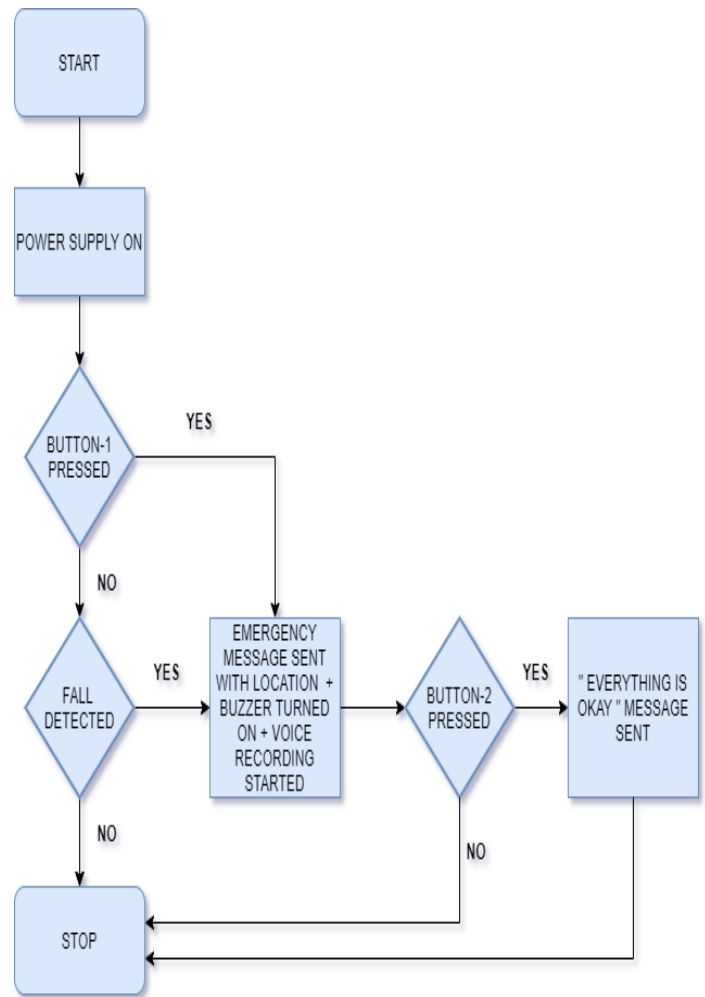 START
POWER SUPPLY ON
YES
BUTTON-1
PRESSED
NO
FALL
DETECTED
YES
EMERGENCY
MESSAGE SENT
WITH LOCATION +
BUZZER TURNED
ON + VOICE
RECORDING
STARTED
BUTTON-2
PRESSED
YES
" EVERYTHING IS
OKAY " MESSAGE
SENT
NO
NO
STOP